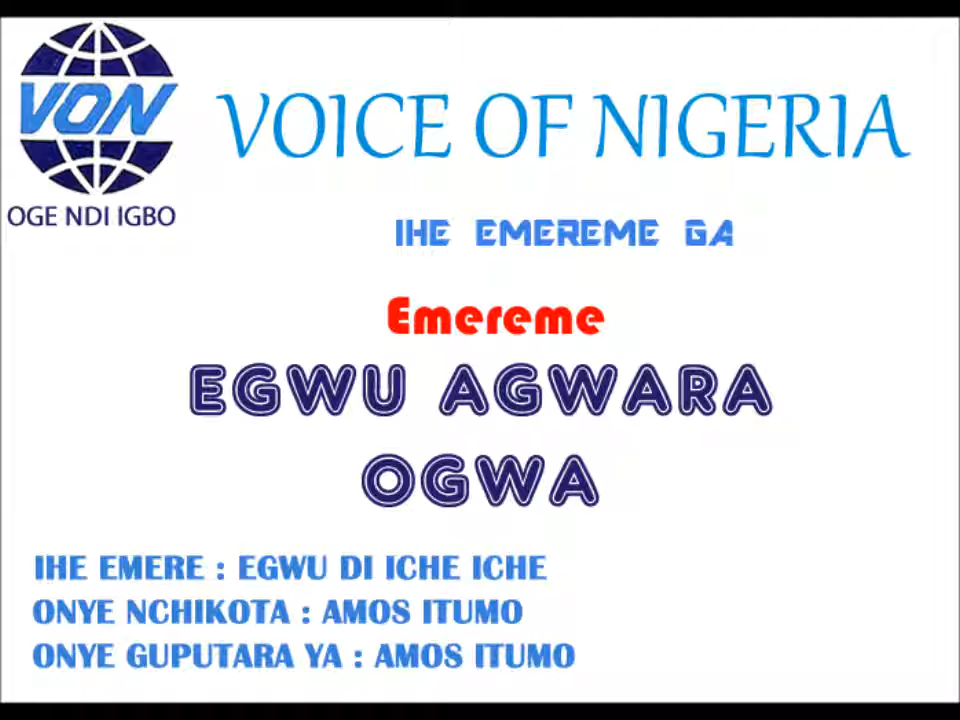 VON
OGE NDI IGBO
VOICE OF NIGERIA
IHE EMEREME GA
Emereme
EGWU AGWARA
OGWA
IHE EMERE : EGWU DI ICHE ICHE
ONYE NCHIKOTA : AMOS ITUMO
ONYE GUPUTARA YA : AMOS ITUMO